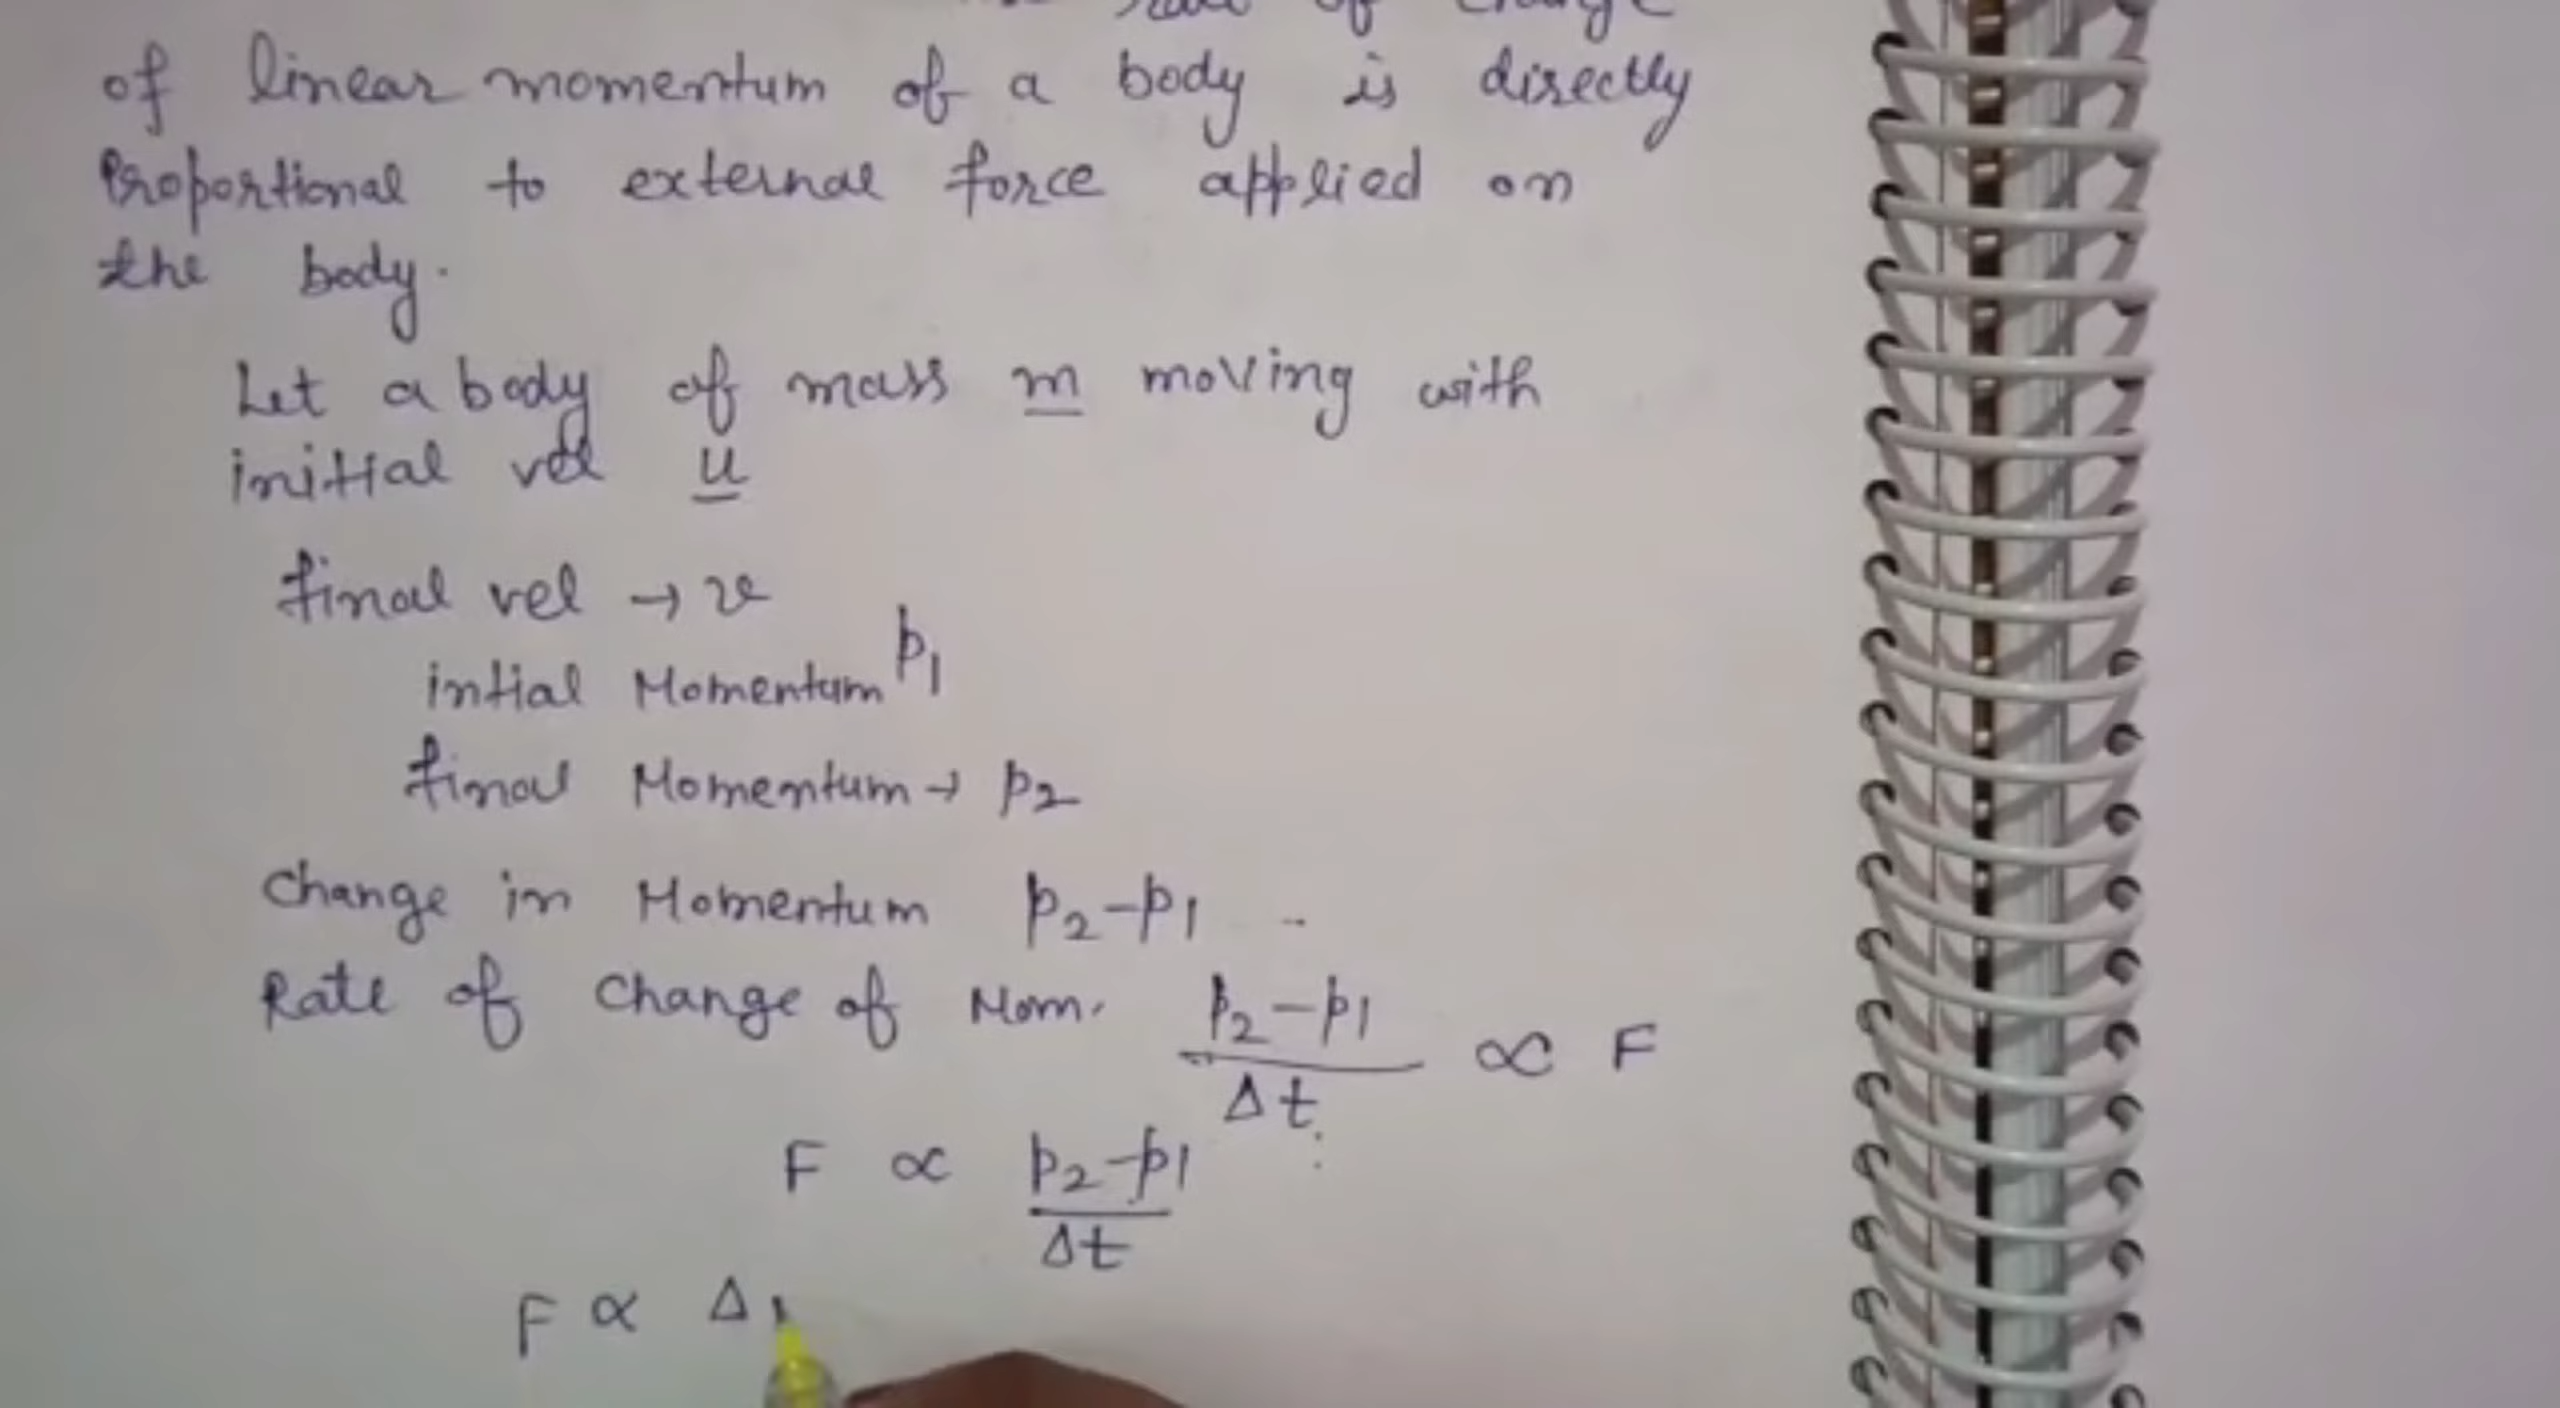 of change
of linear momentum of a body is directly
proportional to external force applied on
the body.
Let a body of mass m moving with
initial vel u
final vel → v
intial Momentum p₁
final Momentum → p₂
Change in Momentum p₂-p₁
Rate of Change of Mom. p₂-p₁/Δt ∝ F
F ∝ p₂-p₁/Δt
F ∝ Δ